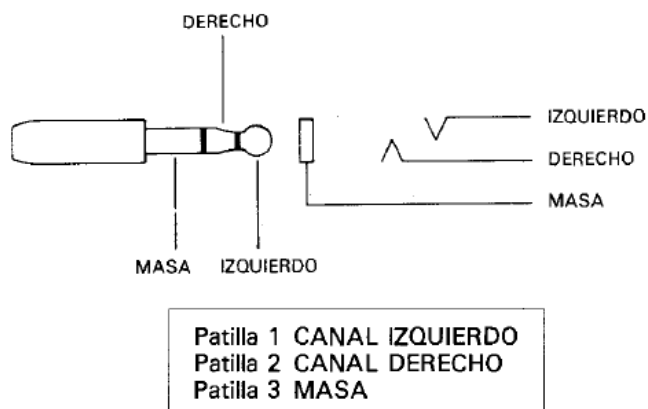 DERECHO
IZQUIERDO
DERECHO
MASA
MASA IZQUIERDO
Patilla 1 CANAL IZQUIERDO
Patilla 2 CANAL DERECHO
Patilla 3 MASA